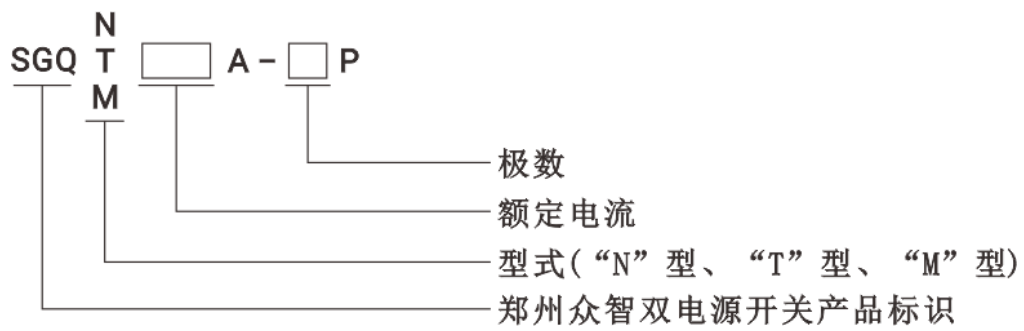 N
SGQ T □ A - □ P
M
极数
额定电流
型式(“N”型、“T”型、“M”型)
郑州众智双电源开关产品标识